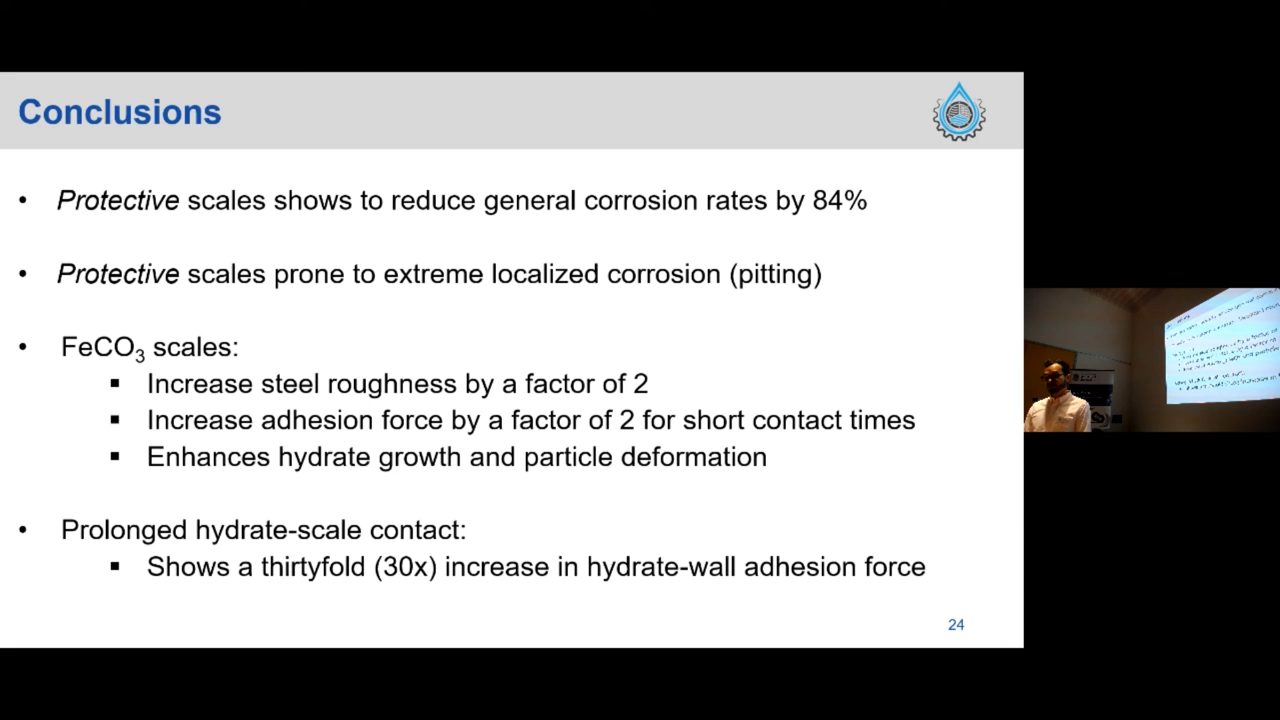 Conclusions
• Protective scales shows to reduce general corrosion rates by 84%
• Protective scales prone to extreme localized corrosion (pitting)
• FeCO₃ scales:
▪ Increase steel roughness by a factor of 2
▪ Increase adhesion force by a factor of 2 for short contact times
▪ Enhances hydrate growth and particle deformation
• Prolonged hydrate-scale contact:
▪ Shows a thirtyfold (30x) increase in hydrate-wall adhesion force
24